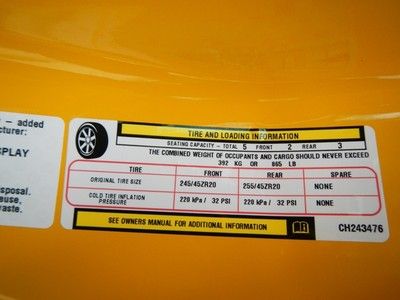 – added
cturer:
SPLAY
sposal.
reuse,
aste.
TIRE AND LOADING INFORMATION
SEATING CAPACITY – TOTAL 5 FRONT 2 REAR 3
THE COMBINED WEIGHT OF OCCUPANTS AND CARGO SHOULD NEVER EXCEED
392 KG OR 865 LB
TIRE FRONT REAR SPARE
ORIGINAL TIRE SIZE 245/45ZR20 255/45ZR20 NONE
COLD TIRE INFLATION PRESSURE 220 kPa / 32 PSI 220 kPa / 32 PSI NONE
SEE OWNERS MANUAL FOR ADDITIONAL INFORMATION
CH243476